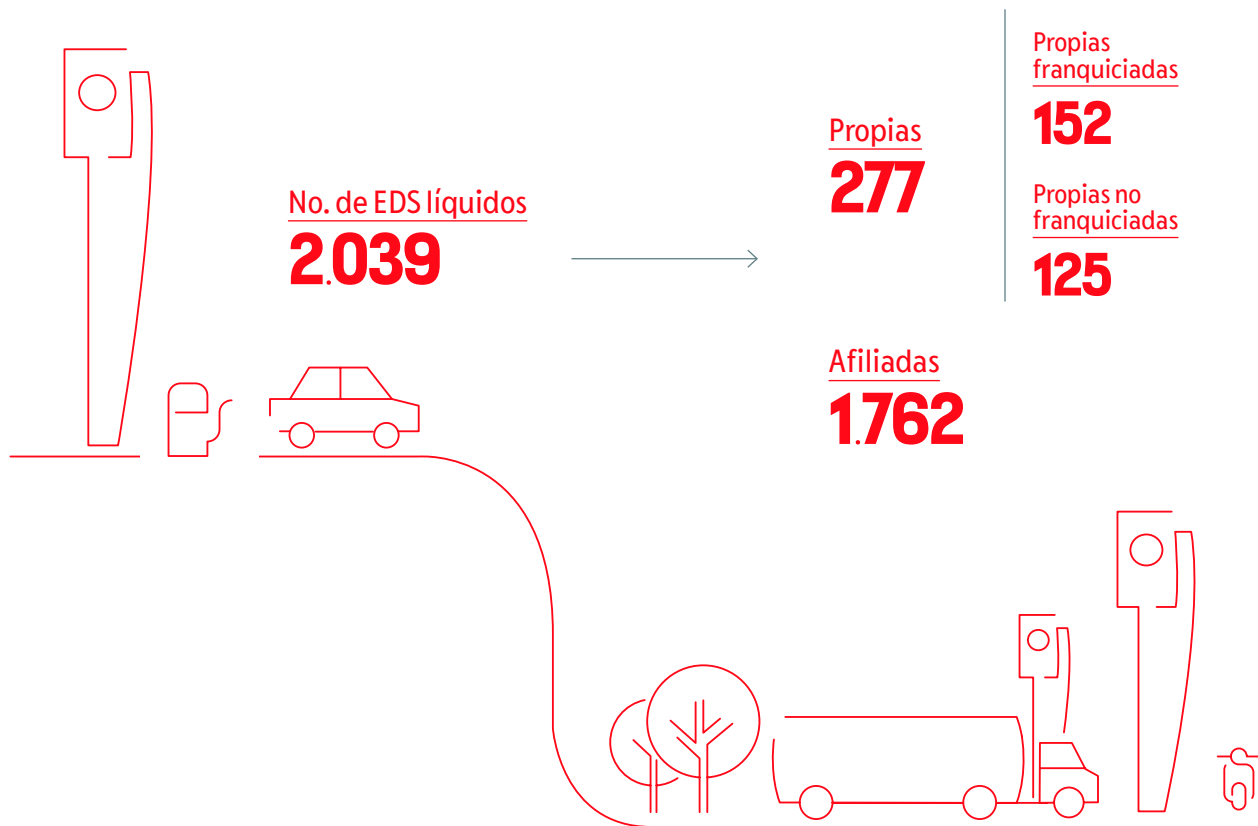 No. de EDS líquidos
2.039
Propias
277
Propias
franquiciadas
152
Propias no
franquiciadas
125
Afiliadas
1.762